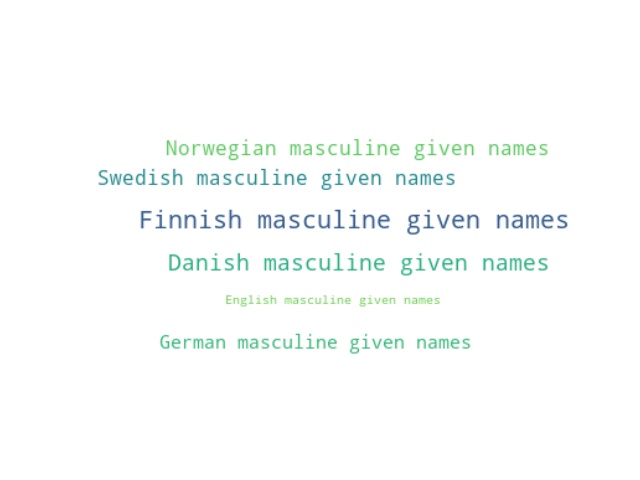 Norwegian masculine given names
Swedish masculine given names
Finnish masculine given names
Danish masculine given names
English masculine given names
German masculine given names